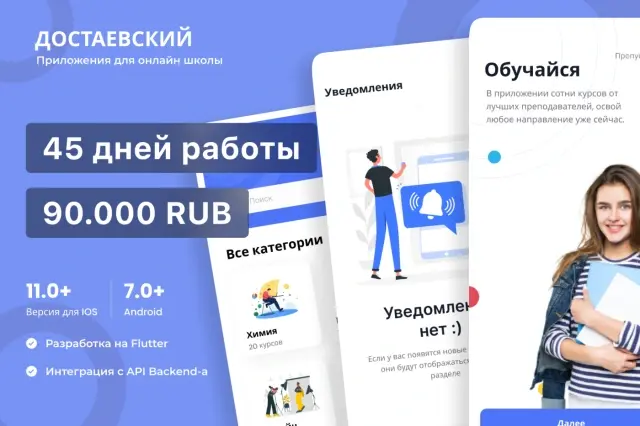 ДОСТАЕВСКИЙ
Приложения для онлайн школы
45 дней работы
90.000 RUB
11.0+
Версия для IOS
7.0+
Android
Разработка на Flutter
Интеграция с API Backend-а
Поиск
Все категории
Химия
20 курсов
Уведомления
нет :)
Если у вас появится новые
они будут отображаться
разделе
Обучайся
В приложении сотни курсов от
лучших преподавателей, освой
любое направление уже сейчас.
Далее